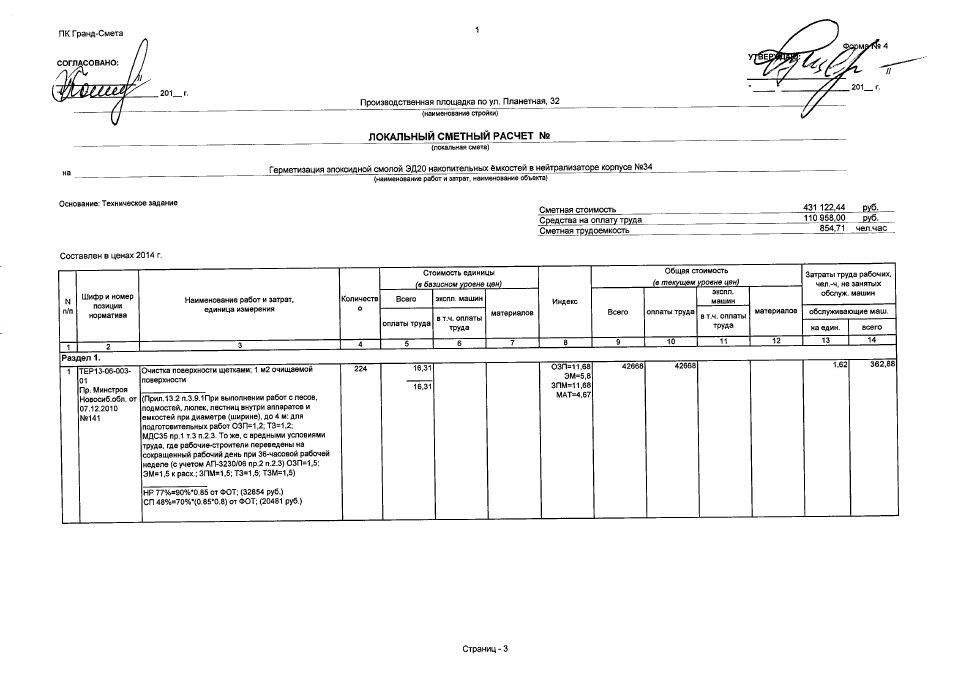 1
ПК Гранд-Смета
Форма № 4
СОГЛАСОВАНО:
УТВЕРЖДАЮ:
//
//
201__ г.
" 201__ г.
Производственная площадка по ул. Планетная, 32
(наименование стройки)
ЛОКАЛЬНЫЙ СМЕТНЫЙ РАСЧЕТ №
(локальная смета)
на Герметизация эпоксидной смолой ЭД20 накопительных ёмкостей в нейтрализаторе корпусе №34
(наименование работ и затрат, наименование объекта)
Основание: Техническое задание
Сметная стоимость 431 122,44 руб.
Средства на оплату труда 110 958,00 руб.
Сметная трудоемкость 854,71 чел.час
Составлен в ценах 2014 г.
N п/п
Шифр и номер позиции норматива
Наименование работ и затрат, единица измерения
Количество
Стоимость единицы
(в базисном уровне цен)
Всего
оплаты труда
экспл. машин
в т.ч. оплаты труда
материалов
Индекс
Общая стоимость
(в текущем уровне цен)
Всего
оплаты труда
экспл. машин
в т.ч. оплаты труда
материалов
Затраты труда рабочих, чел.-ч, не занятых обслуж. машин
обслуживающие маш.
на един.
всего
1 2 3 4 5 6 7 8 9 10 11 12 13 14
Раздел 1.
1
ТЕР13-06-003-
01
Пр. Минстроя
Новосиб.обл. от
07.12.2010
№141
Очистка поверхности щетками; 1 м2 очищаемой
поверхности
(Прил.13.2 п.3.9.1При выполнении работ с лесов,
подмостей, люлек, лестниц внутри аппаратов и
емкостей при диаметре (ширине), до 4 м: для
подготовительных работ ОЗП=1,2; ТЗ=1,2;
МДС35 пр.1 т.3 п.2.3. То же, с вредными условиями
труда, где рабочие-строители переведены на
сокращенный рабочий день при 36-часовой рабочей
неделе (с учетом АП-3230/06 пр.2 п.2.3) ОЗП=1,5;
ЭМ=1,5 к расх.; ЗПМ=1,5; ТЗ=1,5; ТЗМ=1,5)
НР 77%=90%*0.85 от ФОТ; (32854 руб.)
СП 48%=70%*(0.85*0.8) от ФОТ; (20481 руб.)
224
16,31
16,31
ОЗП=11,68
ЭМ=5,8
ЗПМ=11,68
МАТ=4,67
42668
42668
1,62
362,88
Страниц - 3